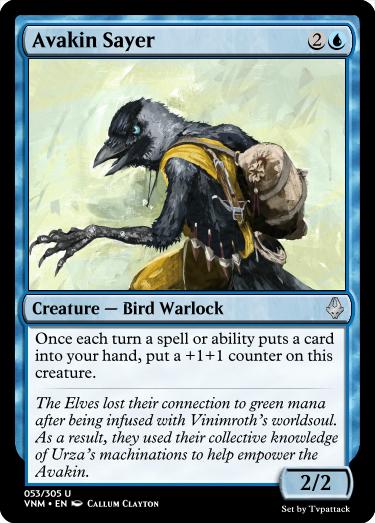 Avakin Sayer 2
Creature — Bird Warlock
Once each turn a spell or ability puts a card
into your hand, put a +1+1 counter on this
creature.
The Elves lost their connection to green mana
after being infused with Vinimroth's worldsoul.
As a result, they used their collective knowledge
of Urza's machinations to help empower the
Avakin.
2/2
053/305 U
VNM • EN CALLUM CLAYTON
Set by Tvpattack